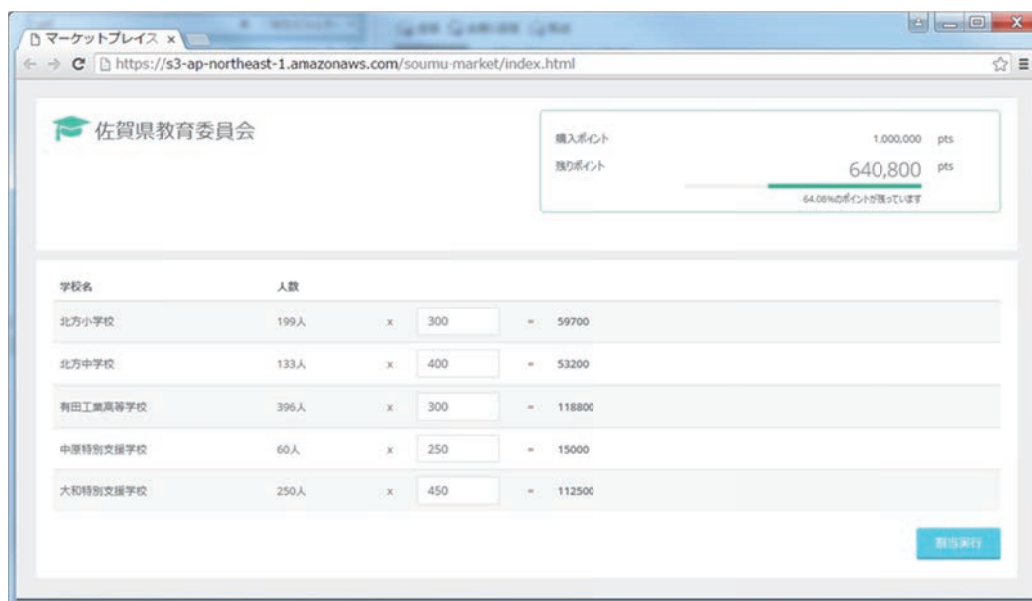 マーケットプレイス ×
https://s3-ap-northeast-1.amazonaws.com/soumu-market/index.html
佐賀県教育委員会
購入ポイント 1,000,000 pts
残りポイント 640,800 pts
64.08%のポイントが残っています
学校名 人数
北方小学校 199人 x 300 = 59700
北方中学校 133人 x 400 = 53200
有田工業高等学校 396人 x 300 = 118800
中原特別支援学校 60人 x 250 = 15000
大和特別支援学校 250人 x 450 = 112500
割当実行